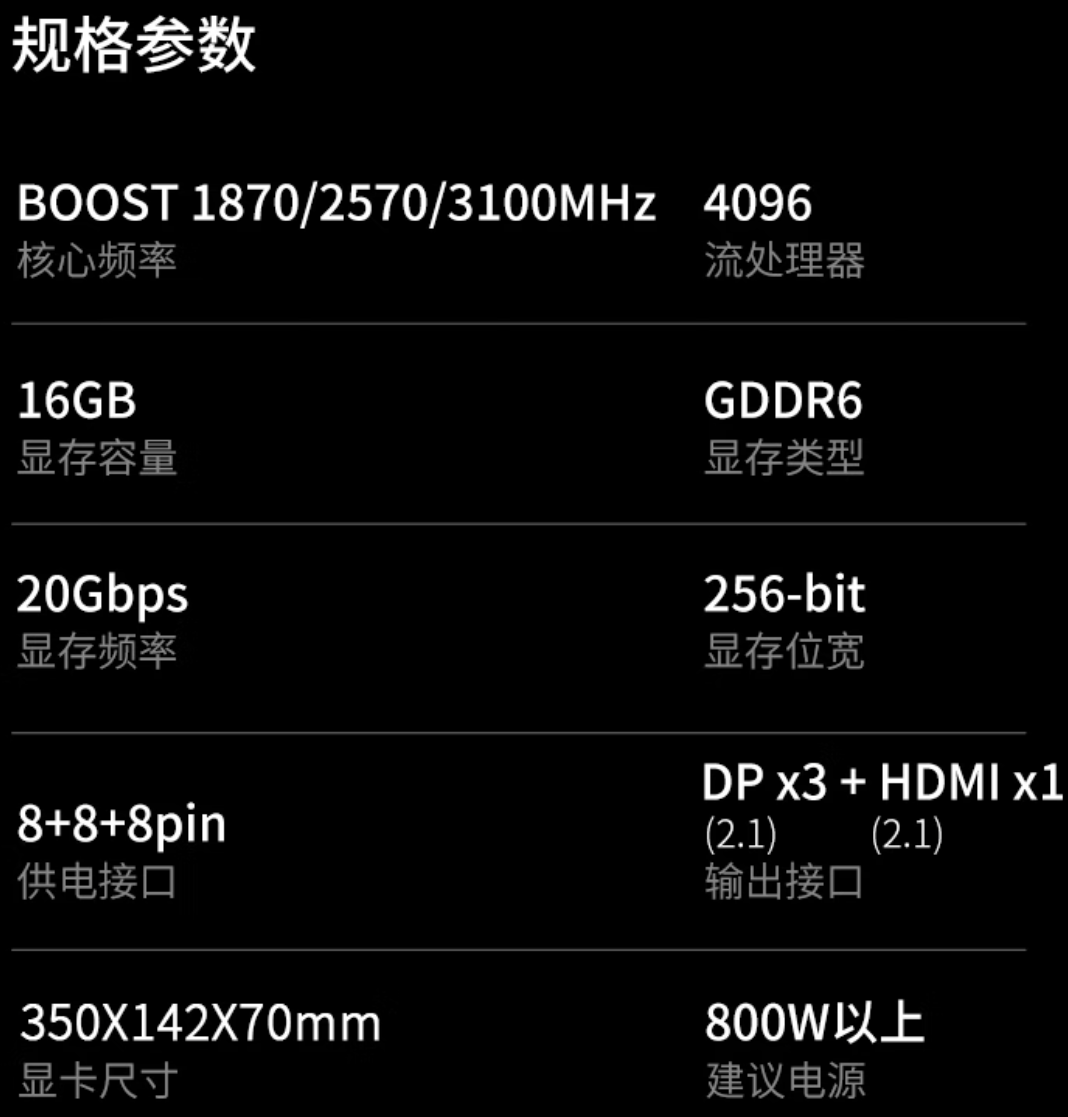 规格参数
BOOST 1870/2570/3100MHz
核心频率
4096
流处理器
16GB
显存容量
GDDR6
显存类型
20Gbps
显存频率
256-bit
显存位宽
8+8+8pin
供电接口
DP x3 + HDMI x1
(2.1) (2.1)
输出接口
350X142X70mm
显卡尺寸
800W以上
建议电源